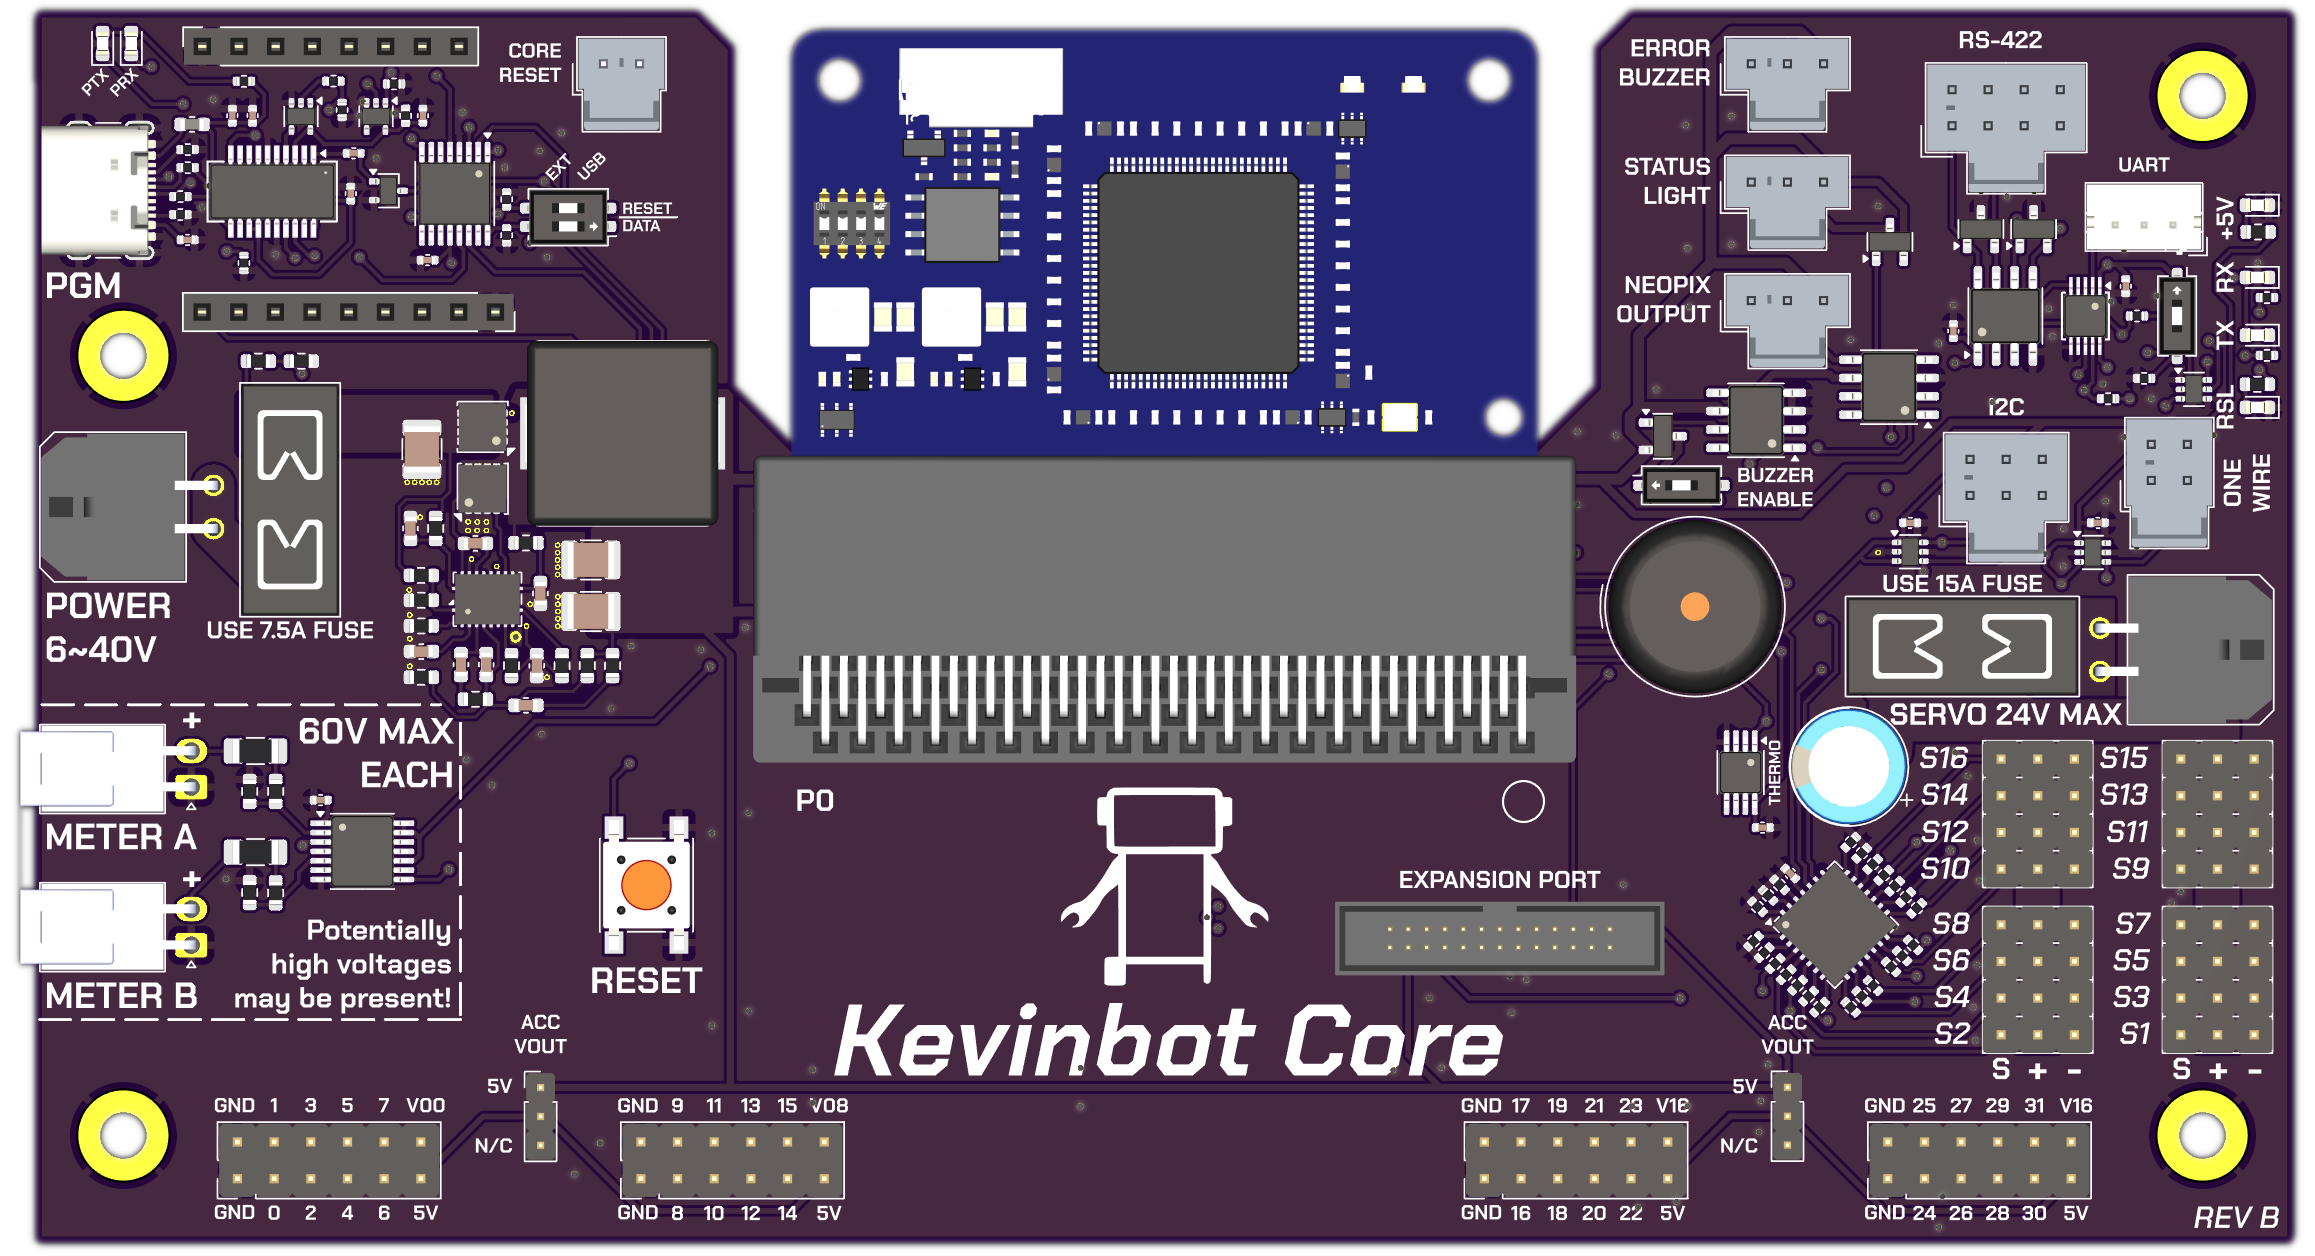 PTX
PRX
CORE
RESET
EXT
USB
RESET
DATA
PGM
ON
1 2 3 4
ERROR
BUZZER
RS-422
STATUS
LIGHT
UART
+5V
NEOPIX
OUTPUT
RX
TX
RSL
I2C
BUZZER
ENABLE
ONE
WIRE
POWER
6~40V
USE 7.5A FUSE
USE 15A FUSE
SERVO 24V MAX
60V MAX
EACH
+
METER A
+
METER B
Potentially
high voltages
may be present!
RESET
P0
THERMO
+
S16 S15
S14 S13
S12 S11
S10 S9
S8 S7
S6 S5
S4 S3
S2 S1
S + - S + -
EXPANSION PORT
Kevinbot Core
ACC
VOUT
5V
N/C
ACC
VOUT
5V
N/C
GND 1 3 5 7 V00
GND 0 2 4 6 5V
GND 9 11 13 15 V08
GND 8 10 12 14 5V
GND 17 19 21 23 V16
GND 16 18 20 22 5V
GND 25 27 29 31 V16
GND 24 26 28 30 5V
REV B